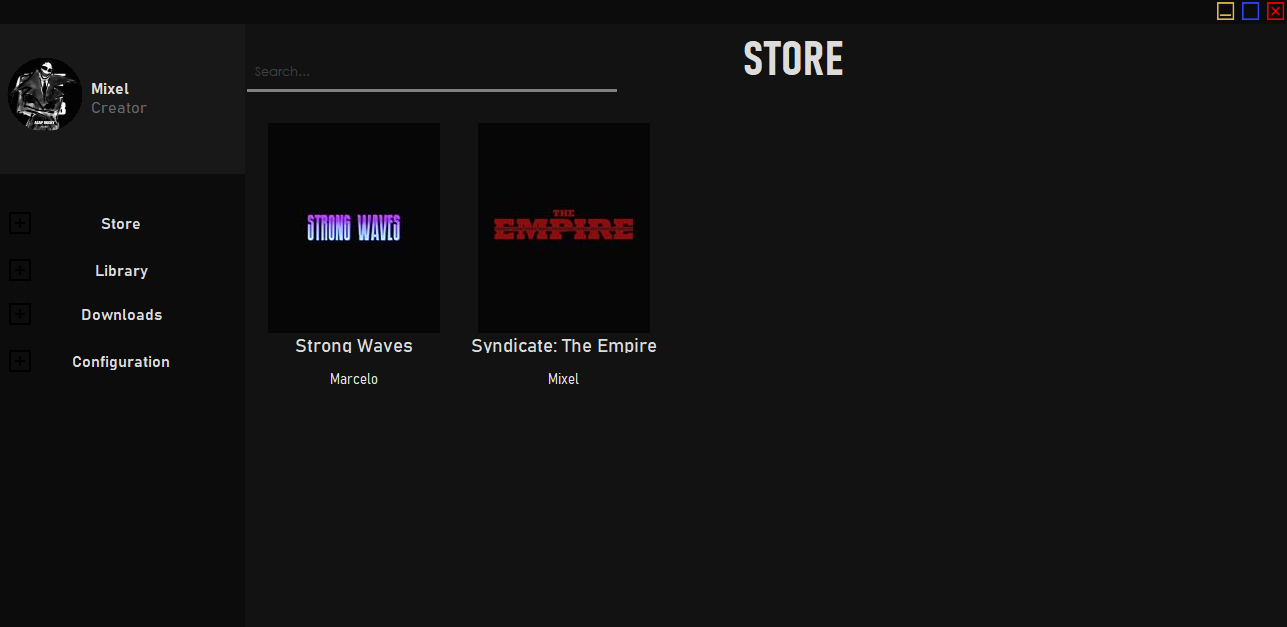 STORE
Search...
Mixel
Creator
Store
Library
Downloads
Configuration
STRONG WAVES
THE
EMPIRE
Strong Waves
Syndicate: The Empire
Marcelo
Mixel